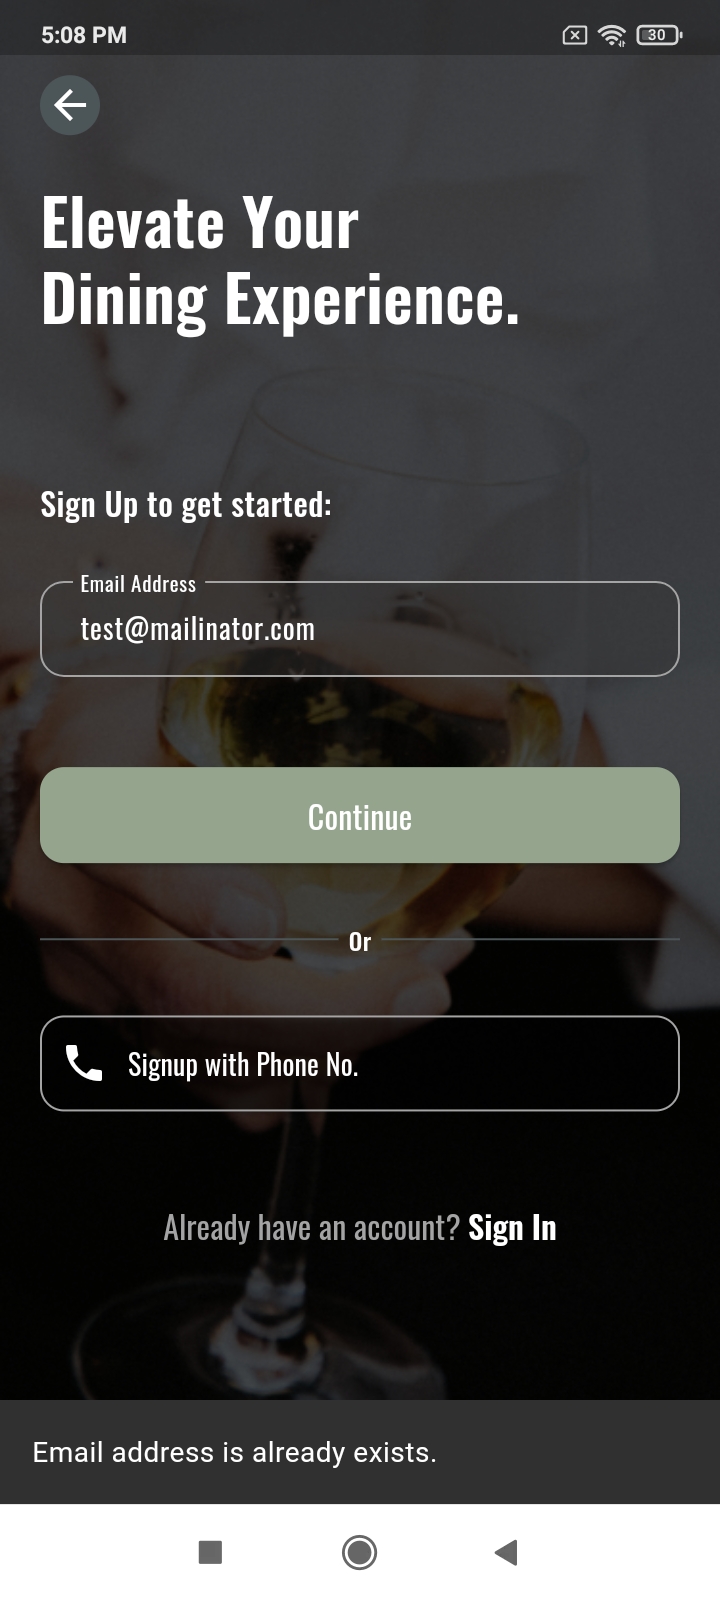 5:08 PM
30
Elevate Your
Dining Experience.
Sign Up to get started:
Email Address
test@mailinator.com
Continue
Or
Signup with Phone No.
Already have an account? Sign In
Email address is already exists.